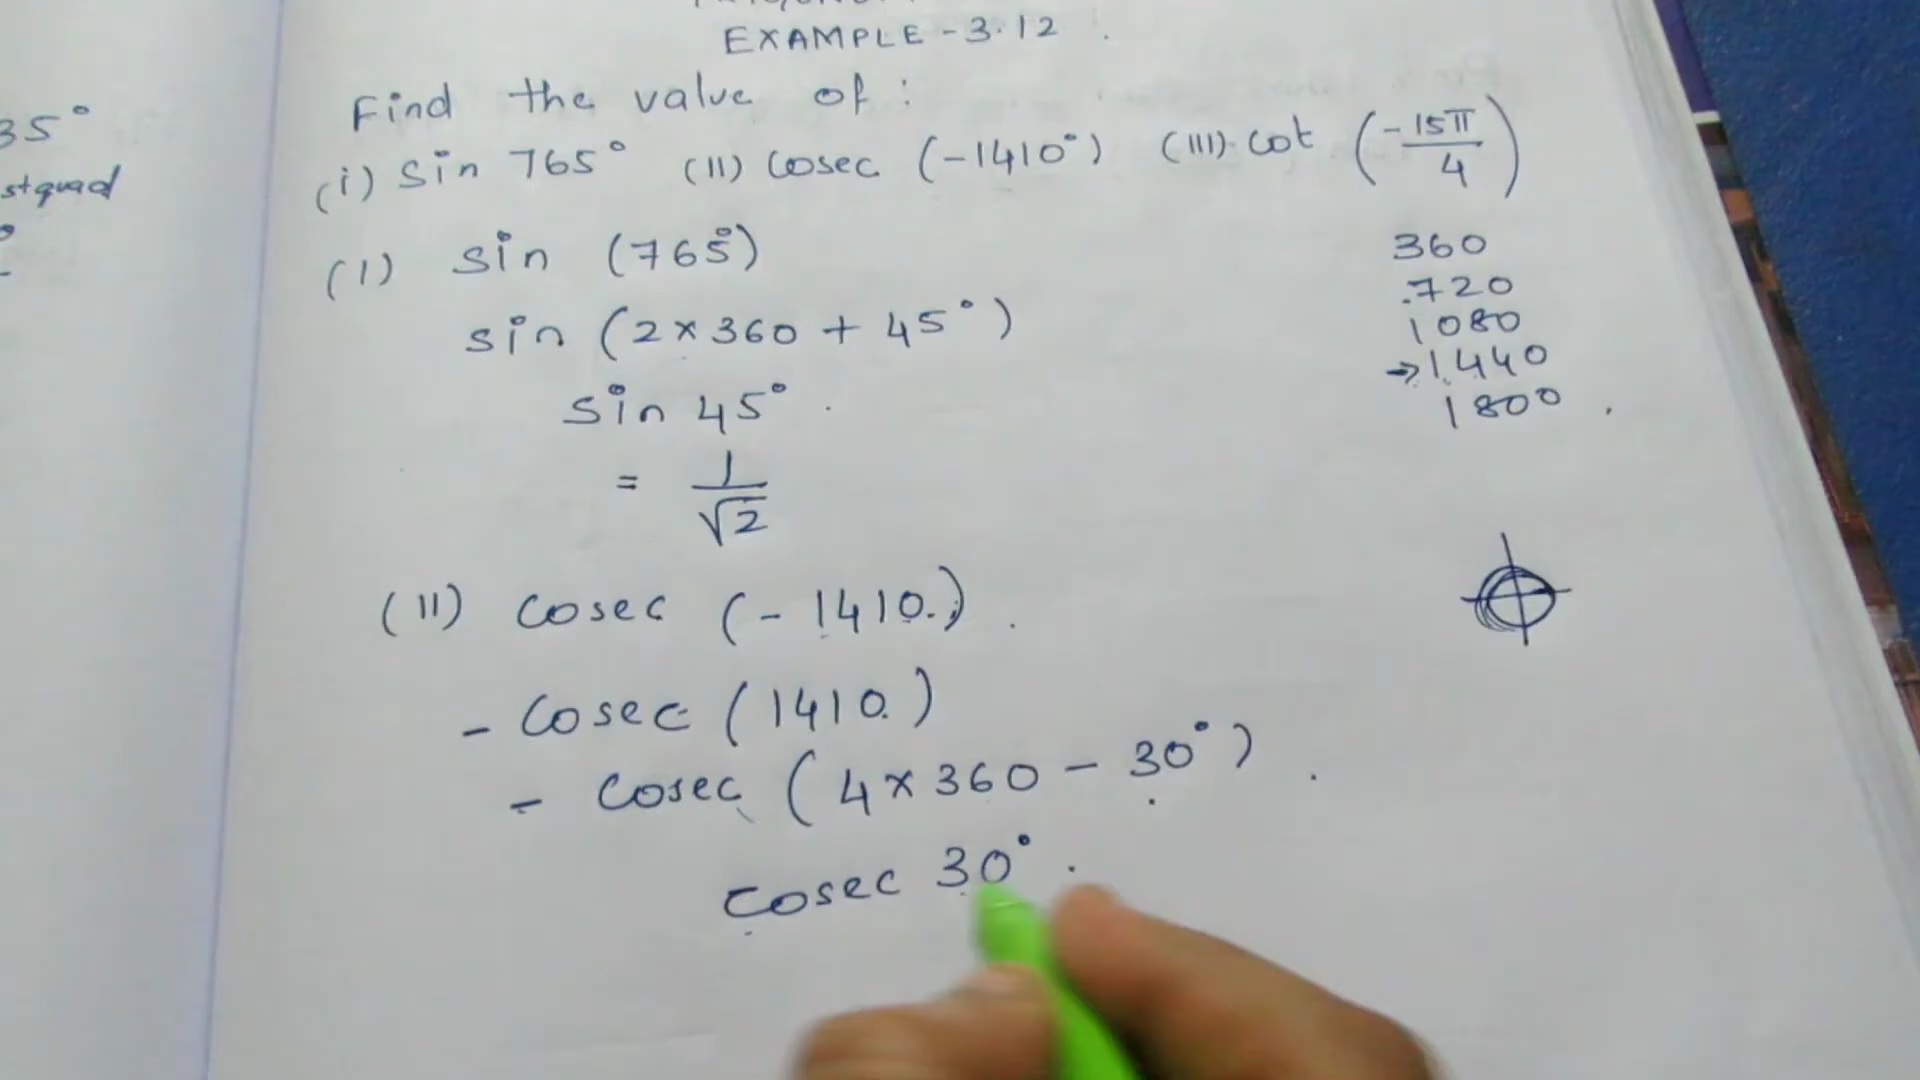 35°
st quad
EXAMPLE - 3.12
Find the value of :
(i) Sin 765° (II) Cosec (-1410°) (III). Cot (-15π/4)
(I) sin (765°)
sin (2×360 + 45°)
Sin 45°
= 1/√2
360
720
1080
→1440
1800
(II) Cosec (-1410.)
- Cosec (1410.)
- Cosec (4×360 - 30°)
Cosec 30°